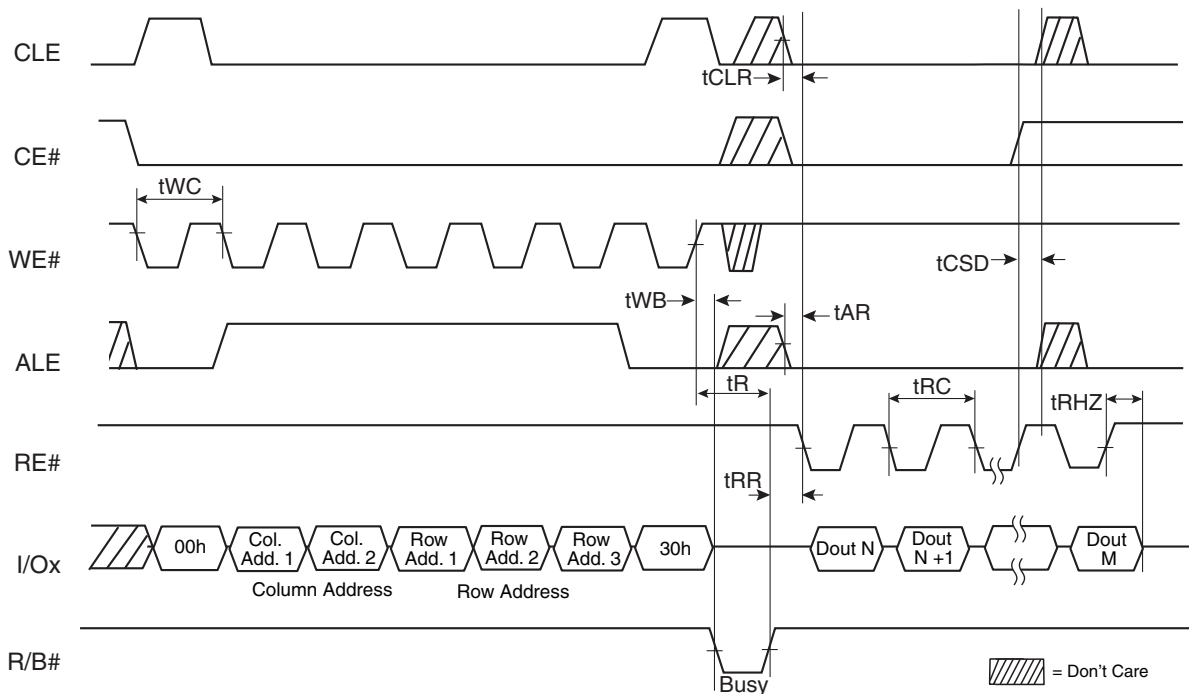 CLE
tCLR
CE#
tWC
WE#
tCSD
tWB
tAR
ALE
tR
tRC
tRHZ
RE#
tRR
I/Ox
00h
Col.
Add. 1
Col.
Add. 2
Row
Add. 1
Row
Add. 2
Row
Add. 3
30h
Dout N
Dout
N +1
Dout
M
Column Address
Row Address
R/B#
Busy
= Don't Care